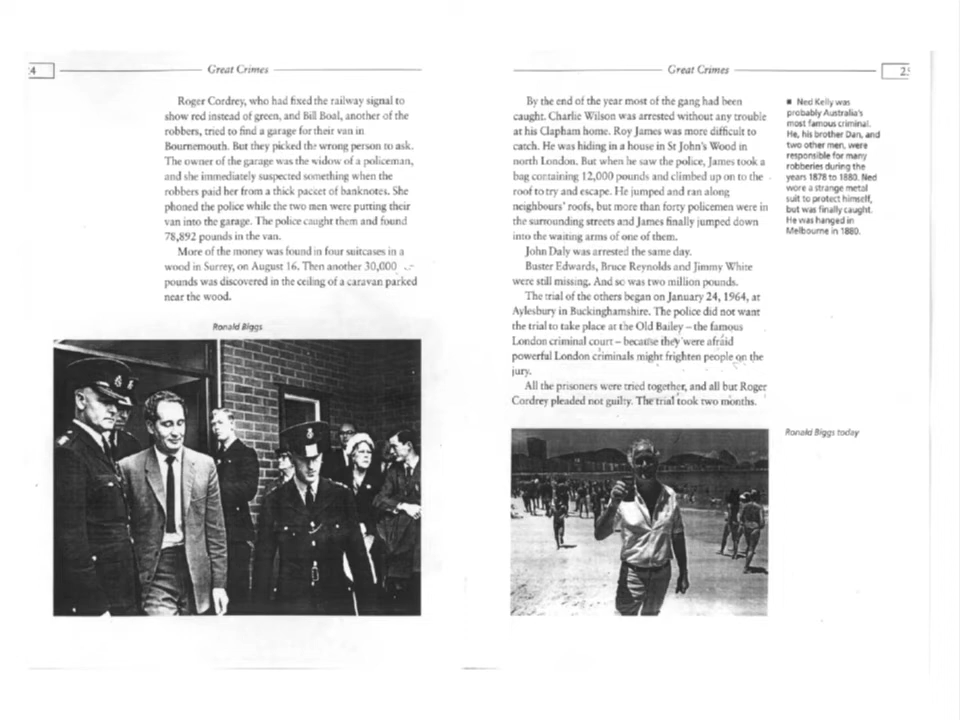 24
Great Crimes
Roger Cordrey, who had fixed the railway signal to
show red instead of green, and Bill Boal, another of the
robbers, tried to find a garage for their van in
Bournemouth. But they picked the wrong person to ask.
The owner of the garage was the widow of a policeman,
and she immediately suspected something when the
robbers paid her from a thick packet of banknotes. She
phoned the police while the two men were putting their
van into the garage. The police caught them and found
78,892 pounds in the van.
More of the money was found in four suitcases in a
wood in Surrey, on August 16. Then another 30,000
pounds was discovered in the ceiling of a caravan parked
near the wood.
Ronald Biggs
Great Crimes
25
By the end of the year most of the gang had been
caught. Charlie Wilson was arrested without any trouble
at his Clapham home. Roy James was more difficult to
catch. He was hiding in a house in St John's Wood in
north London. But when he saw the police, James took a
bag containing 12,000 pounds and climbed up on to the
roof to try and escape. He jumped and ran along
neighbours' roofs, but more than forty policemen were in
the surrounding streets and James finally jumped down
into the waiting arms of one of them.
John Daly was arrested the same day.
Buster Edwards, Bruce Reynolds and Jimmy White
were still missing. And so was two million pounds.
The trial of the others began on January 24, 1964, at
Aylesbury in Buckinghamshire. The police did not want
the trial to take place at the Old Bailey – the famous
London criminal court – because they were afraid
powerful London criminals might frighten people on the
jury.
All the prisoners were tried together, and all but Roger
Cordrey pleaded not guilty. The trial took two months.
■ Ned Kelly was
probably Australia's
most famous criminal.
He, his brother Dan, and
two other men, were
responsible for many
robberies during the
years 1878 to 1880. Ned
wore a strange metal
suit to protect himself,
but was finally caught.
He was hanged in
Melbourne in 1880.
Ronald Biggs today